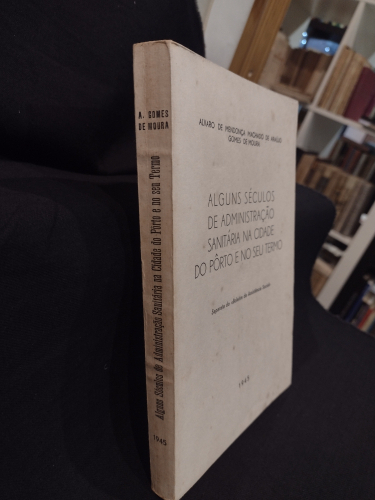 A. GOMES
DE MOURA
Alguns Séculos de Administração Sanitária na Cidade do Pôrto e no seu Termo
1945
ALVARO DE MENDONÇA MACHADO DE ARAUJO
GOMES DE MOURA
ALGUNS SÉCULOS
DE ADMINISTRAÇÃO
SANITÁRIA NA CIDADE
DO PÔRTO E NO SEU TERMO
Separata do
1945